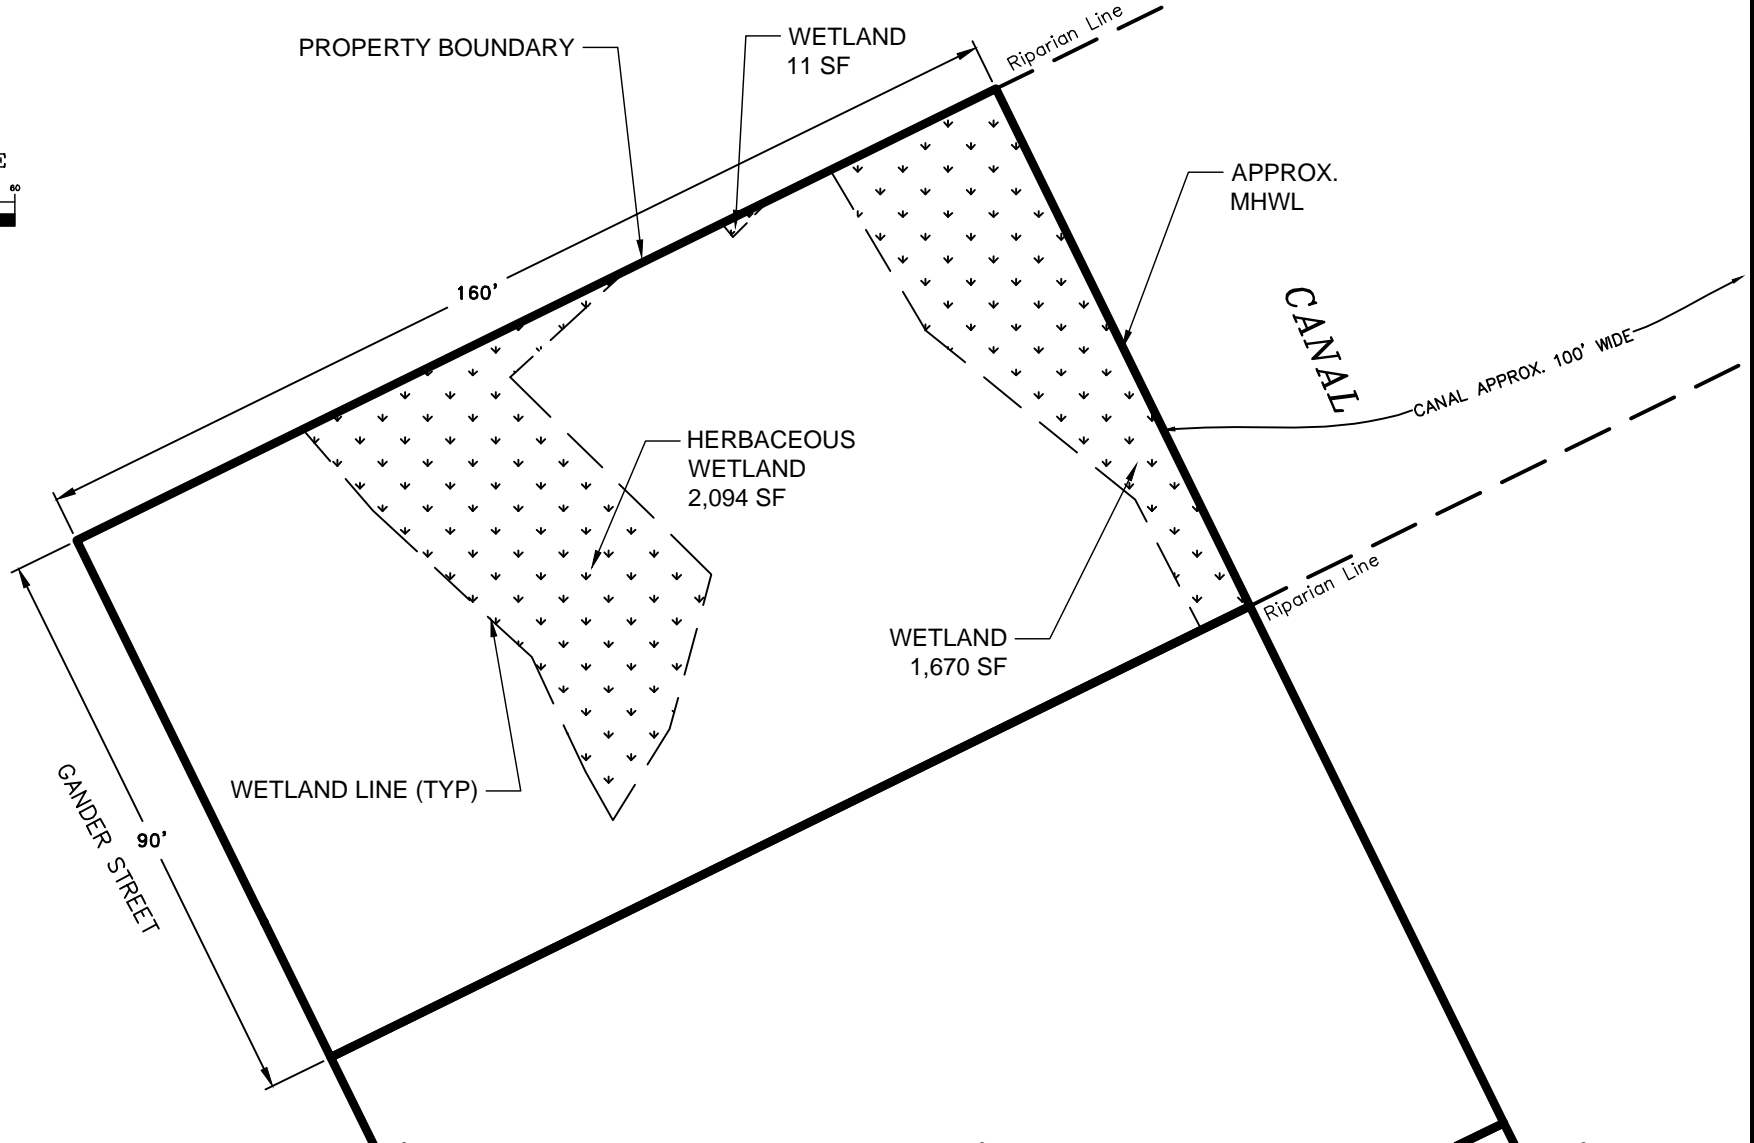 PROPERTY BOUNDARY
WETLAND
11 SF
Riparian Line
E
60
APPROX.
MHWL
160'
CANAL
CANAL APPROX. 100' WIDE
HERBACEOUS
WETLAND
2,094 SF
Riparian Line
WETLAND
1,670 SF
WETLAND LINE (TYP)
GANDER STREET
90'